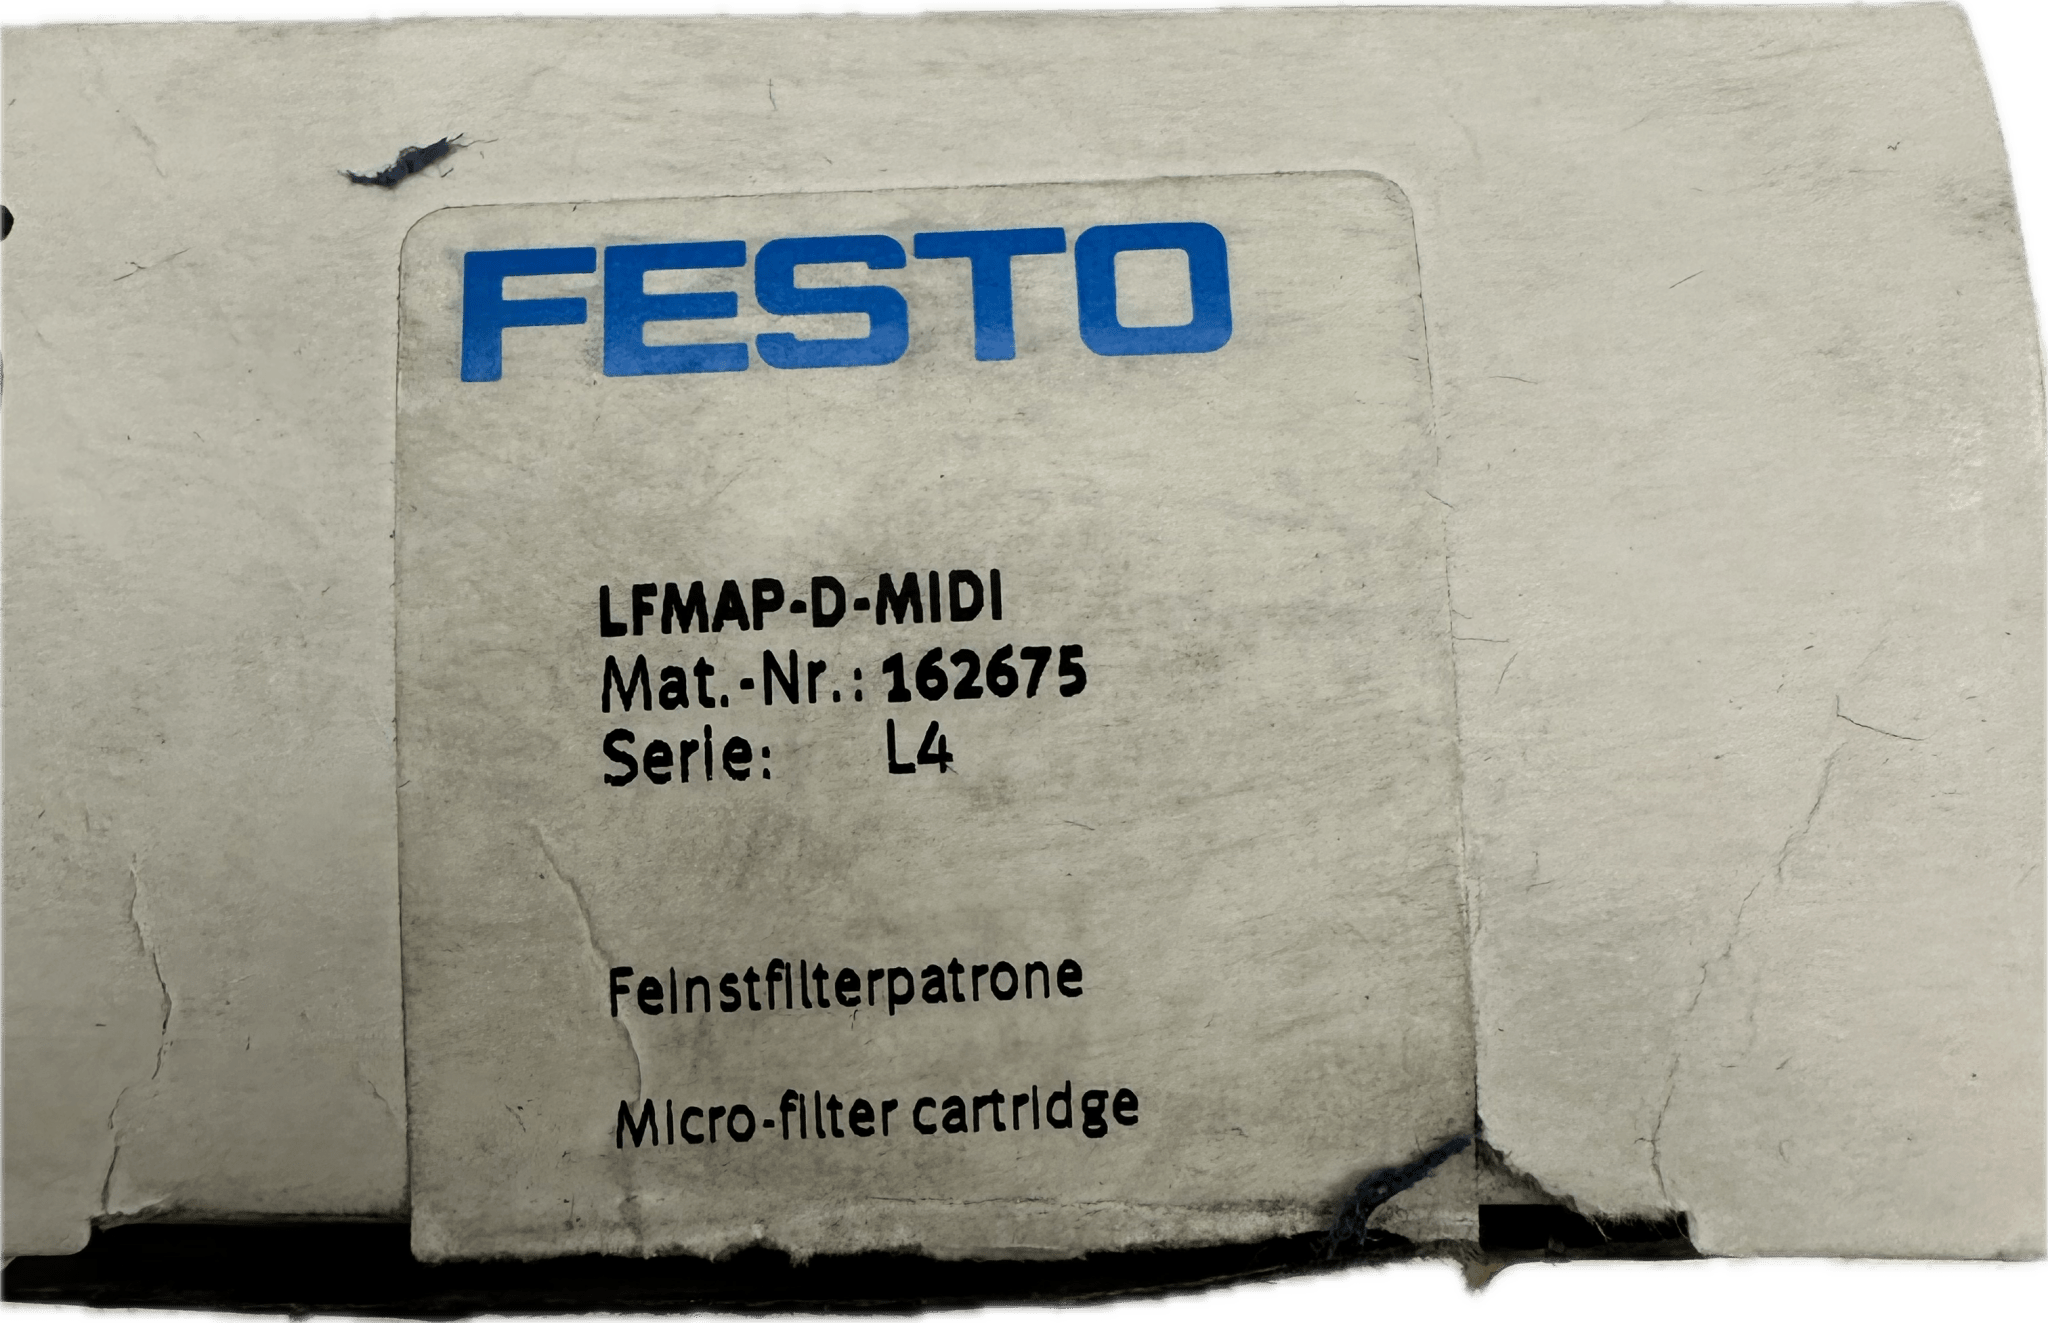 FESTO
LFMAP-D-MIDI
Mat.-Nr.: 162675
Serie: L4
Feinstfilterpatrone
Micro-filter cartridge